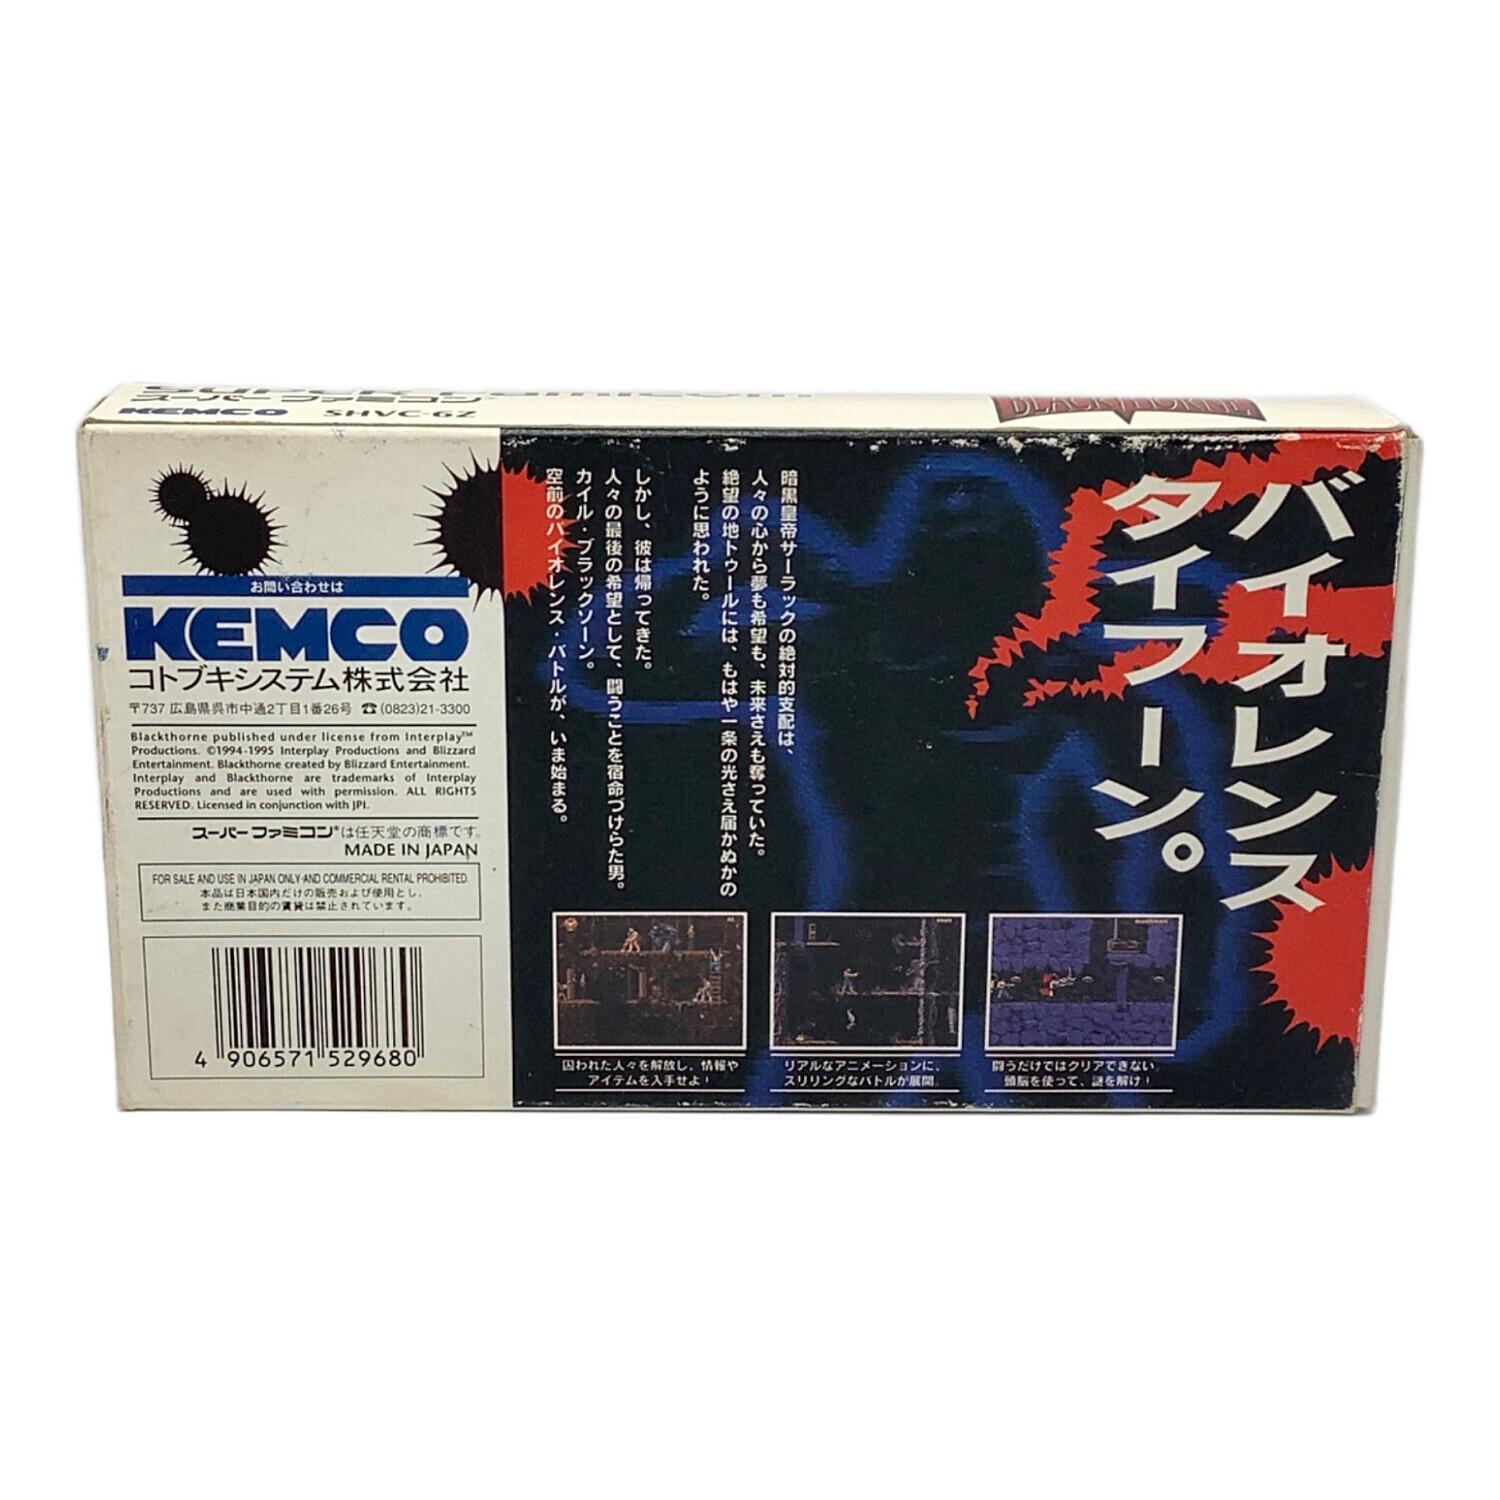 スーパーファミコン
KEMCO SHVC-6Z
BLACKTHORNE
バイオレンス
タイフーン。
暗黒皇帝サーラックの絶対的支配は、
人々の心から夢も希望も、未来さえも奪っていた。
絶望の地トゥールには、もはや一条の光さえ届かぬかの
ように思われた。
しかし、彼は帰ってきた。
人々の最後の希望として、闘うことを宿命づけらた男。
カイル・ブラックソーン。
空前のバイオレンス・バトルが、いま始まる。
囚われた人々を解放し、情報や
アイテムを入手せよ!
リアルなアニメーションに、
スリリングなバトルが展開。
闘うだけではクリアできない。
頭脳を使って、謎を解け!
お問い合わせは
KEMCO
コトブキシステム株式会社
〒737 広島県呉市中通2丁目1番26号 ☎(0823)21-3300
Blackthorne published under license from Interplay™
Productions. ©1994-1995 Interplay Productions and Blizzard
Entertainment. Blackthorne created by Blizzard Entertainment.
Interplay and Blackthorne are trademarks of Interplay
Productions and are used with permission. ALL RIGHTS
RESERVED. Licensed in conjunction with JPI.
スーパーファミコン®は任天堂の商標です。
MADE IN JAPAN
FOR SALE AND USE IN JAPAN ONLY AND COMMERCIAL RENTAL PROHIBITED.
本品は日本国内だけの販売および使用とし、
また商業目的の賃貸は禁止されています。
4 906571 529680